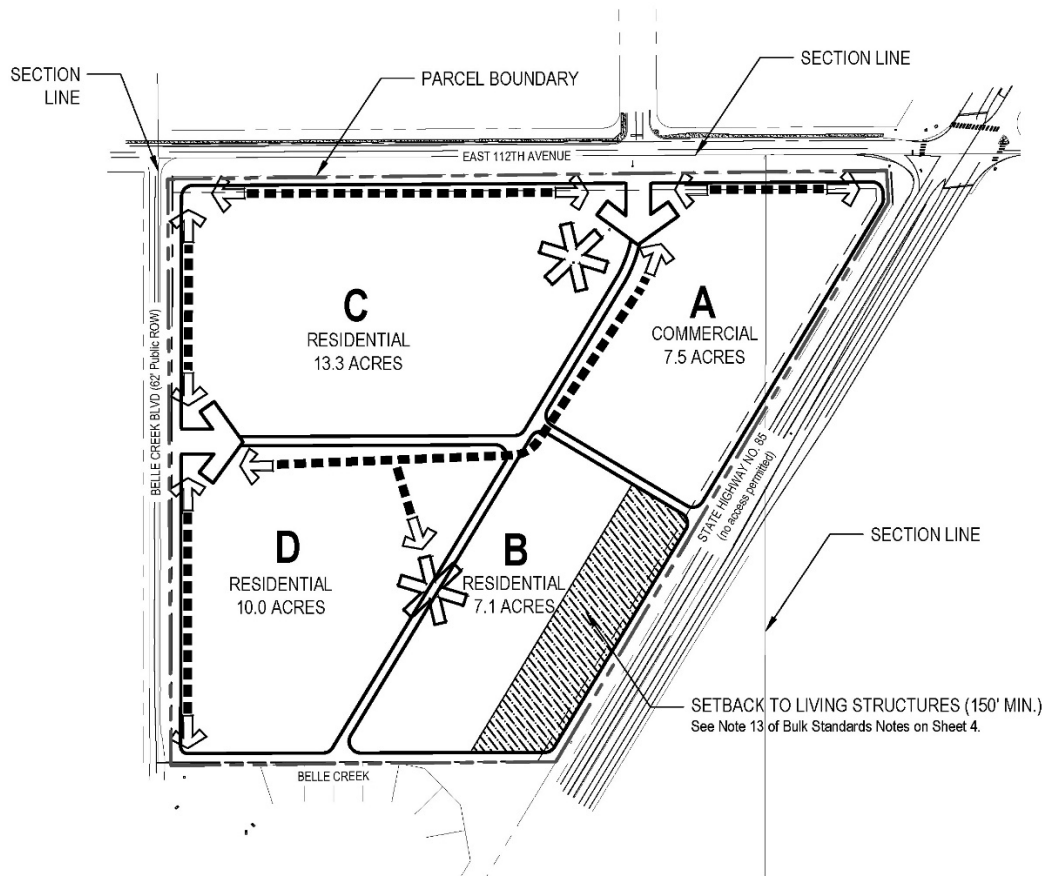 SECTION
LINE
PARCEL BOUNDARY
SECTION LINE
EAST 112TH AVENUE
C
RESIDENTIAL
13.3 ACRES
A
COMMERCIAL
7.5 ACRES
BELLE CREEK BLVD (62' Public ROW)
STATE HIGHWAY NO. 85
(no access permitted)
SECTION LINE
D
RESIDENTIAL
10.0 ACRES
B
RESIDENTIAL
7.1 ACRES
SETBACK TO LIVING STRUCTURES (150' MIN.)
See Note 13 of Bulk Standards Notes on Sheet 4.
BELLE CREEK